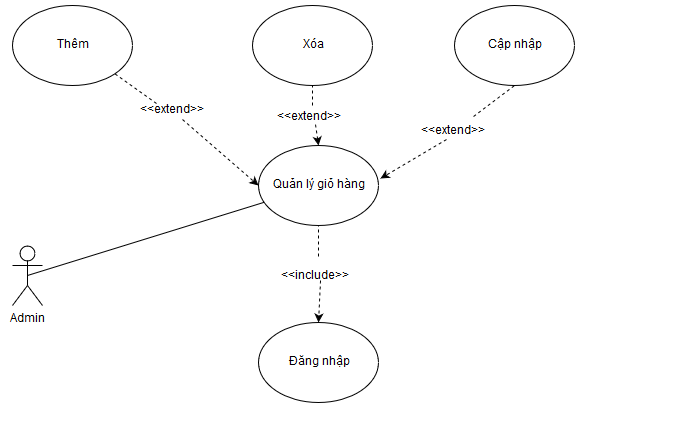 Thêm
Xóa
Cập nhập
<<extend>>
<<extend>>
<<extend>>
Quản lý giỏ hàng
<<include>>
Admin
Đăng nhập